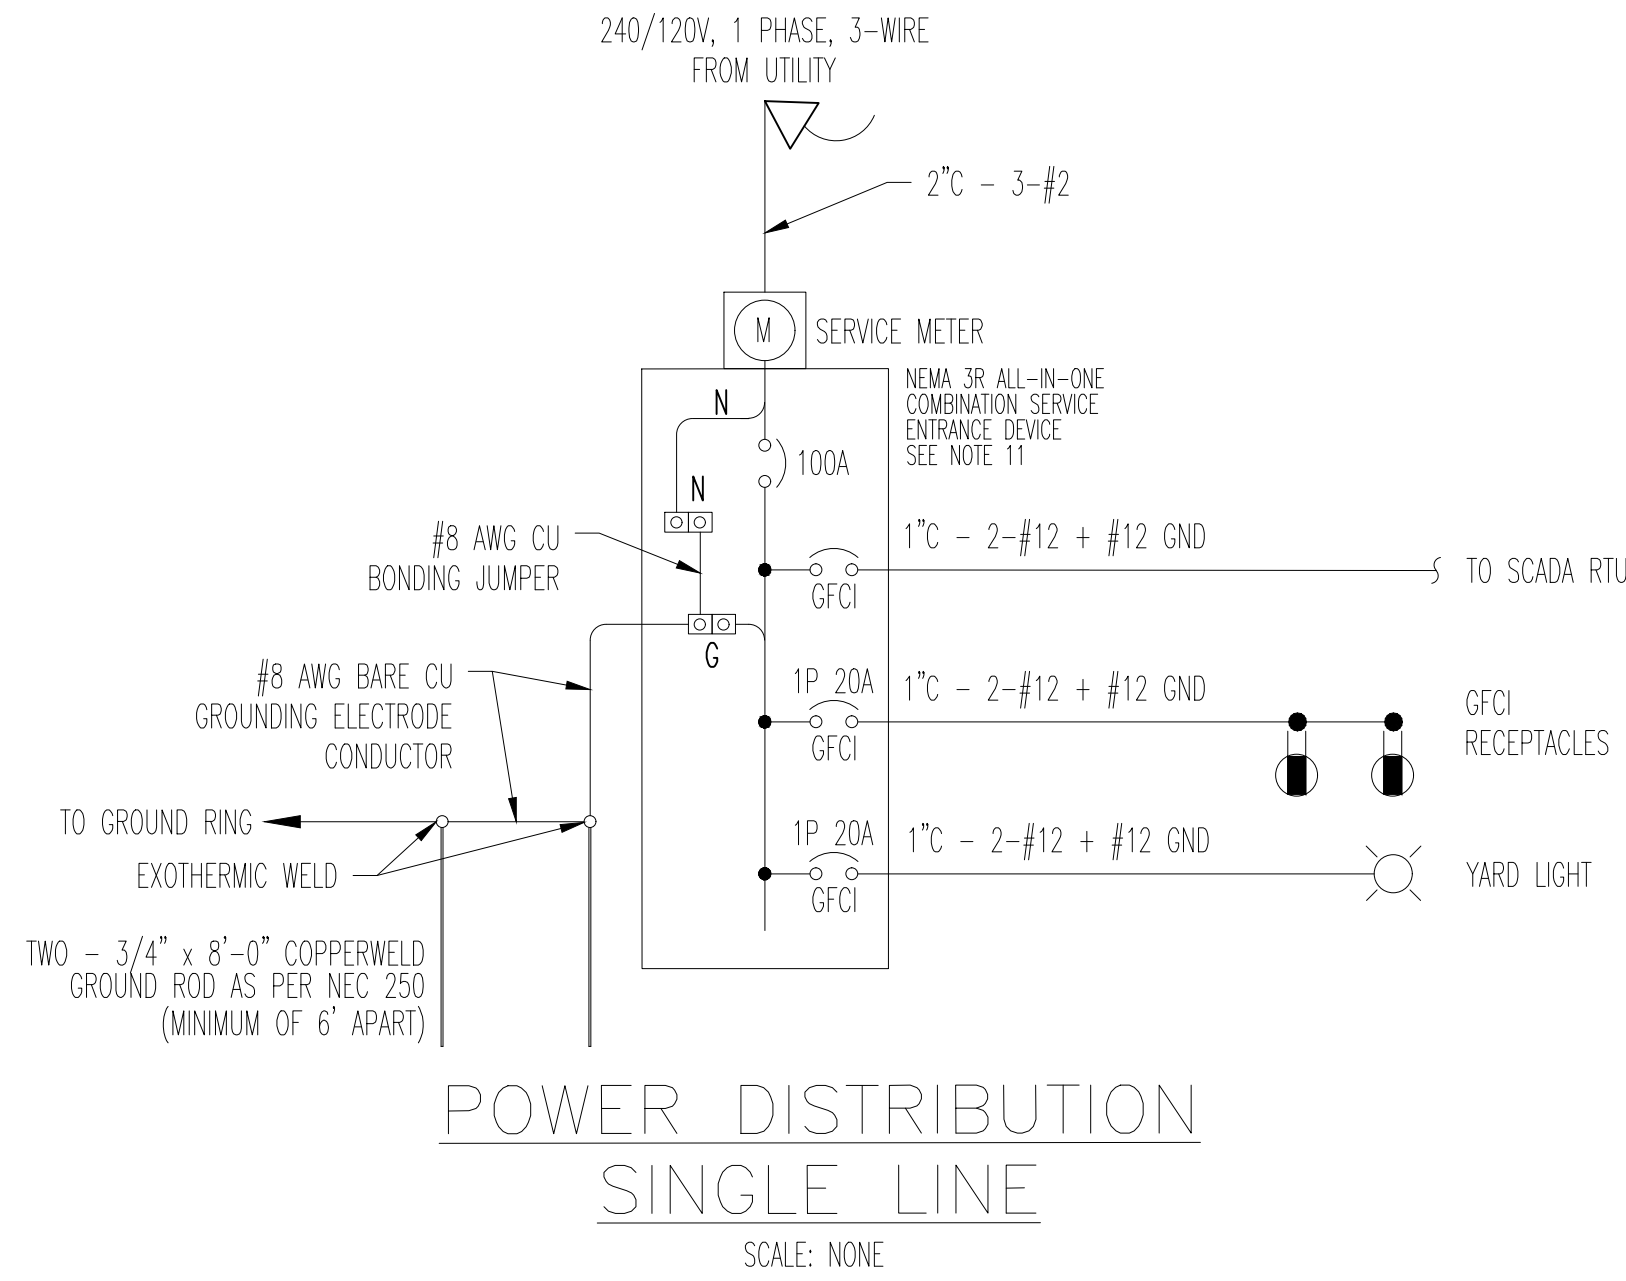 240/120V, 1 PHASE, 3-WIRE
FROM UTILITY
2"C - 3-#2
M
SERVICE METER
NEMA 3R ALL-IN-ONE
COMBINATION SERVICE
ENTRANCE DEVICE
SEE NOTE 11
N
100A
N
#8 AWG CU
BONDING JUMPER
1"C - 2-#12 + #12 GND
GFCI
TO SCADA RTU
G
#8 AWG BARE CU
GROUNDING ELECTRODE
CONDUCTOR
1P 20A
1"C - 2-#12 + #12 GND
GFCI
GFCI
RECEPTACLES
TO GROUND RING
EXOTHERMIC WELD
1P 20A
1"C - 2-#12 + #12 GND
GFCI
YARD LIGHT
TWO - 3/4" x 8'-0" COPPERWELD
GROUND ROD AS PER NEC 250
(MINIMUM OF 6' APART)
POWER DISTRIBUTION
SINGLE LINE
SCALE: NONE